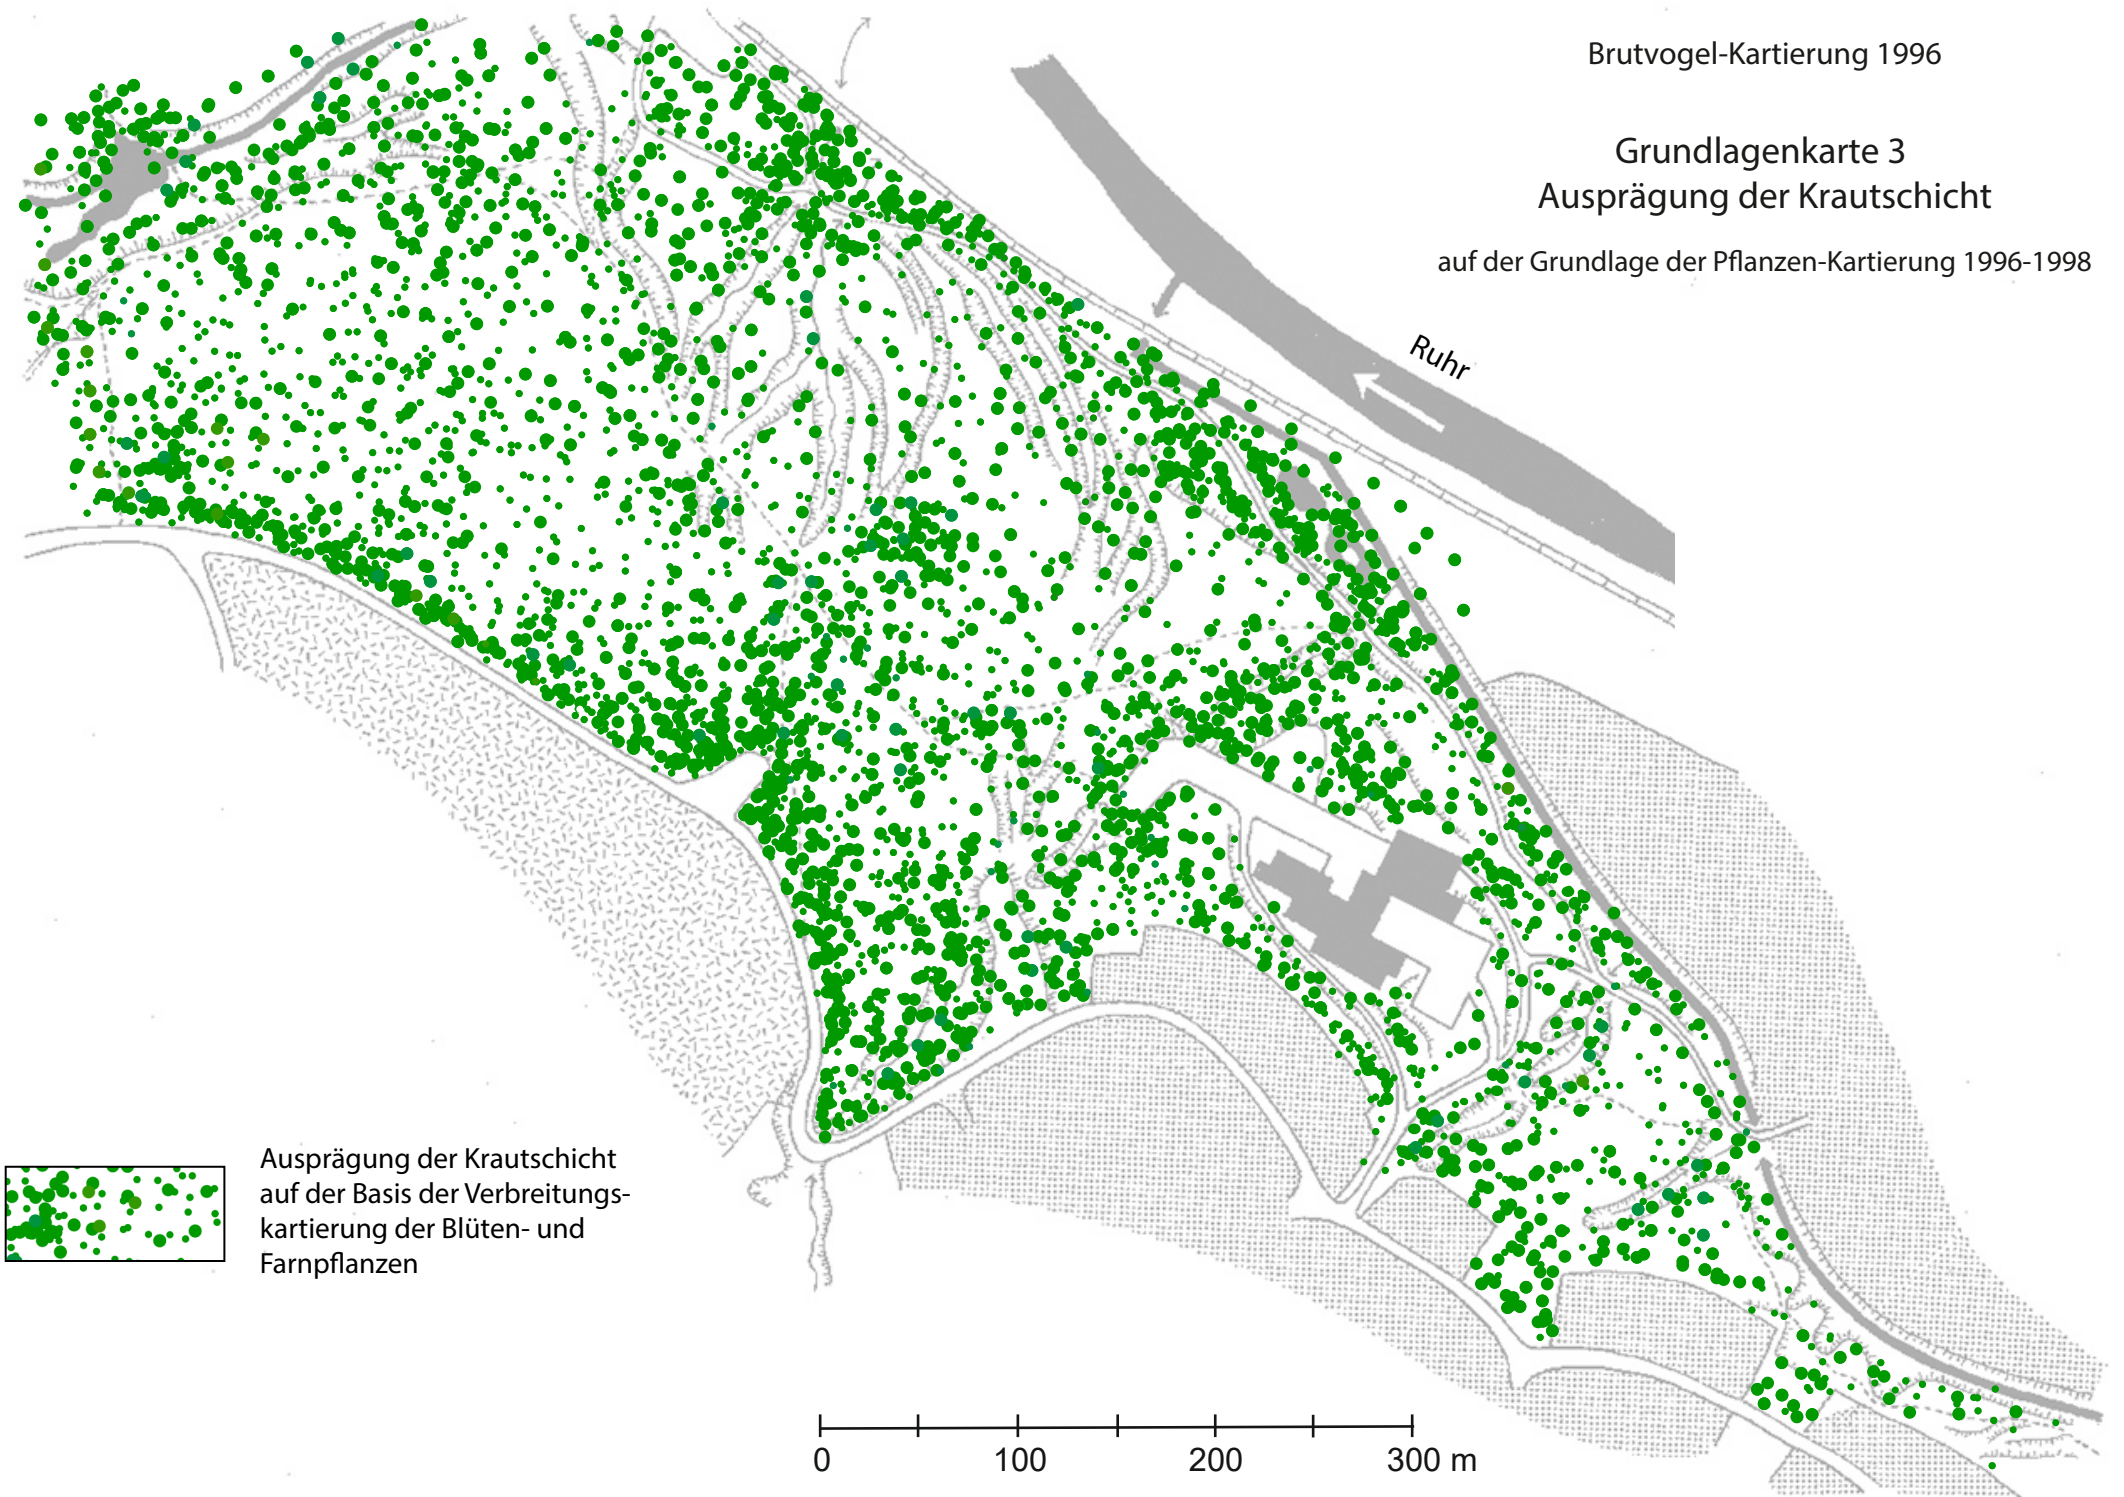 Brutvogel-Kartierung 1996
Grundlagenkarte 3
Ausprägung der Krautschicht
auf der Grundlage der Pflanzen-Kartierung 1996-1998
Ruhr
Ausprägung der Krautschicht
auf der Basis der Verbreitungs-
kartierung der Blüten- und
Farnpflanzen
0 100 200 300 m